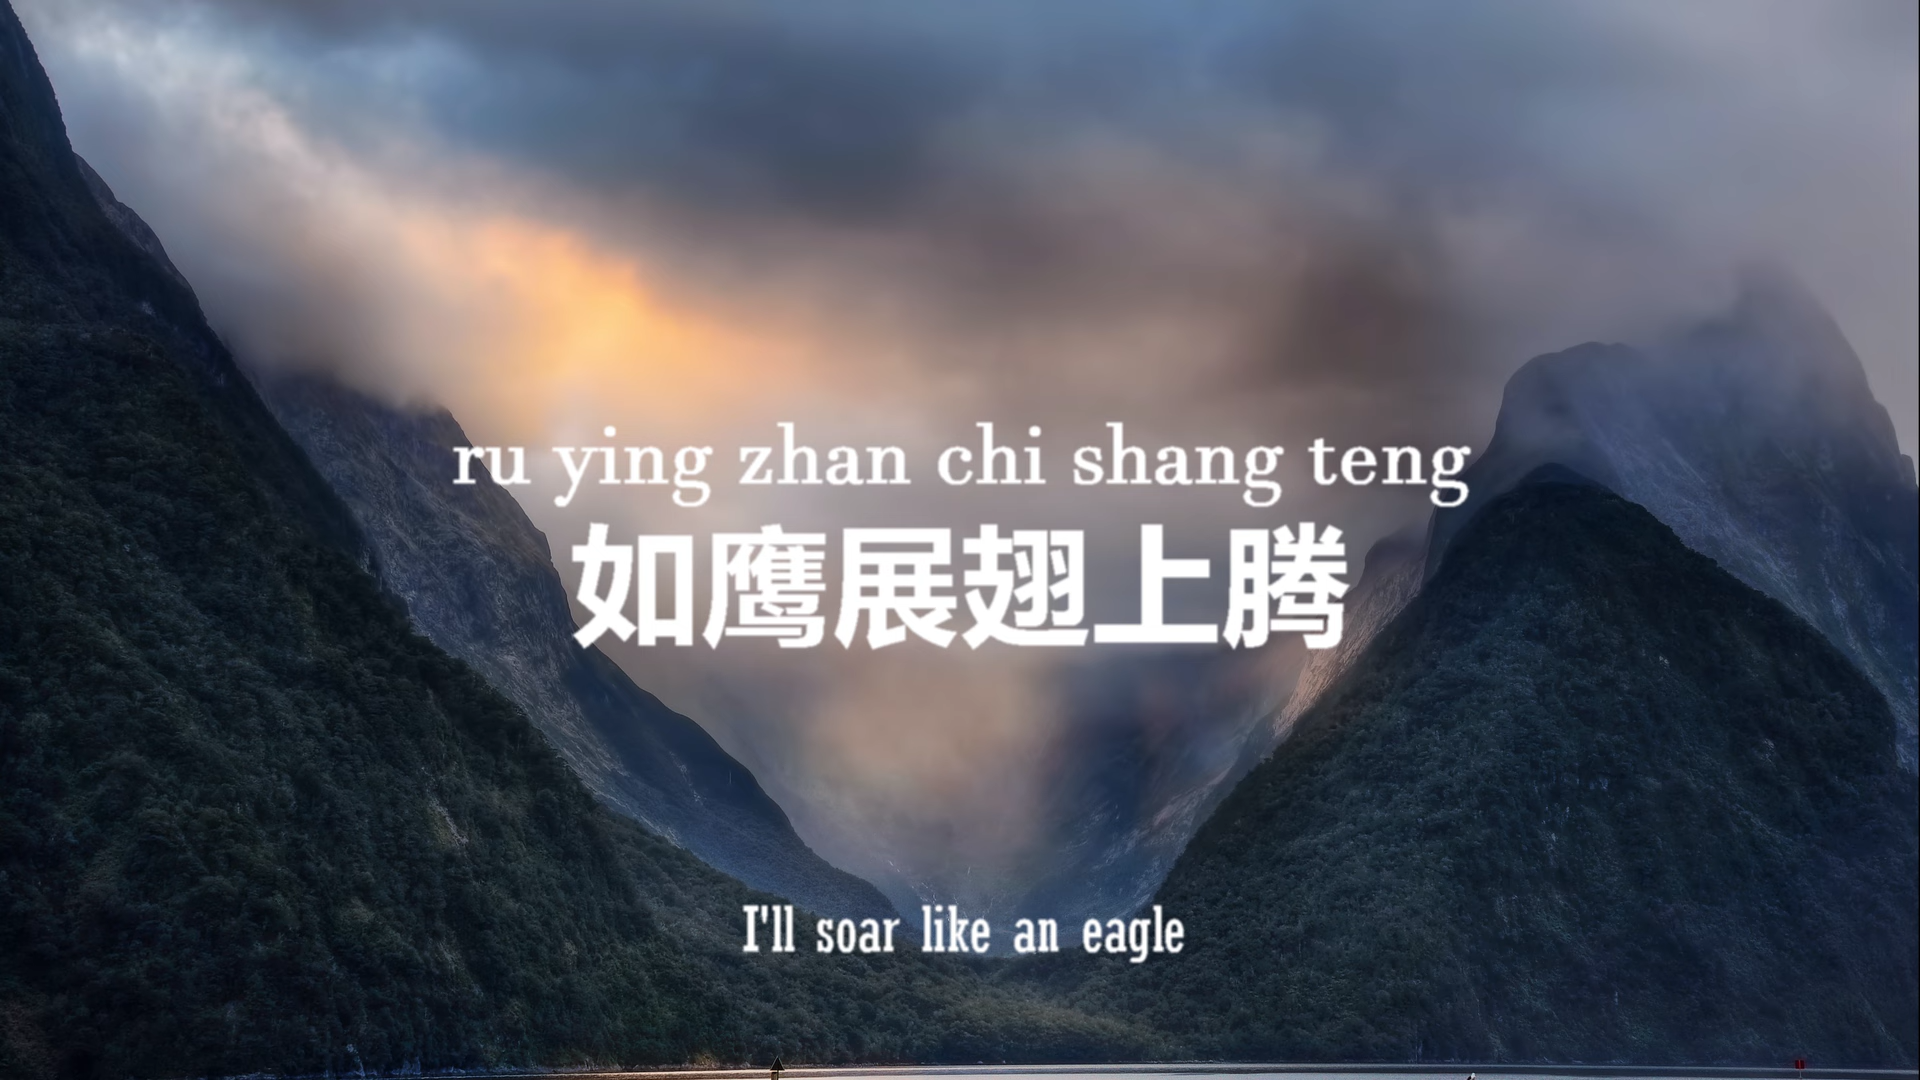 ru ying zhan chi shang teng
如鹰展翅上腾
I'll soar like an eagle